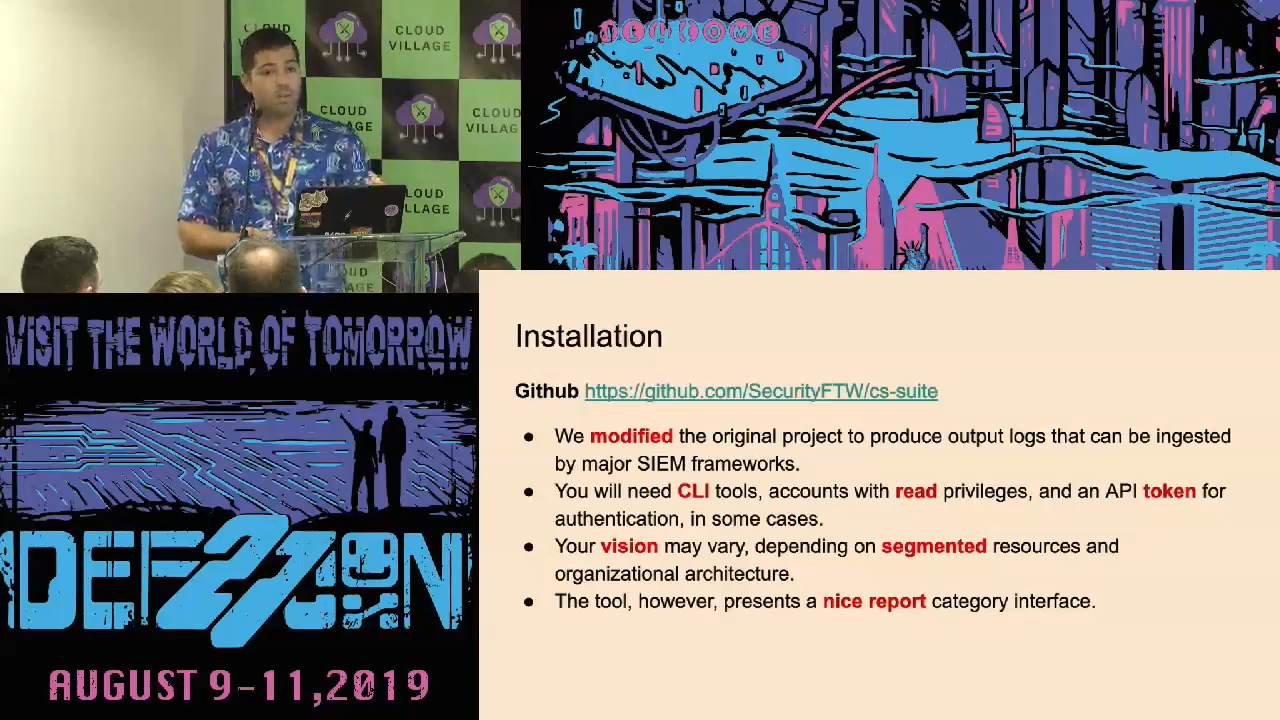 CLOUD
VILLAGE
CLOUD
VILLAGE
CLOUD
VILLAGE
CLOUD
VILLAGE
CLOUD
WELCOME
VISIT THE WORLD OF TOMORROW
DEF CON
AUGUST 9-11,2019
Installation
Github https://github.com/SecurityFTW/cs-suite
● We modified the original project to produce output logs that can be ingested
by major SIEM frameworks.
● You will need CLI tools, accounts with read privileges, and an API token for
authentication, in some cases.
● Your vision may vary, depending on segmented resources and
organizational architecture.
● The tool, however, presents a nice report category interface.